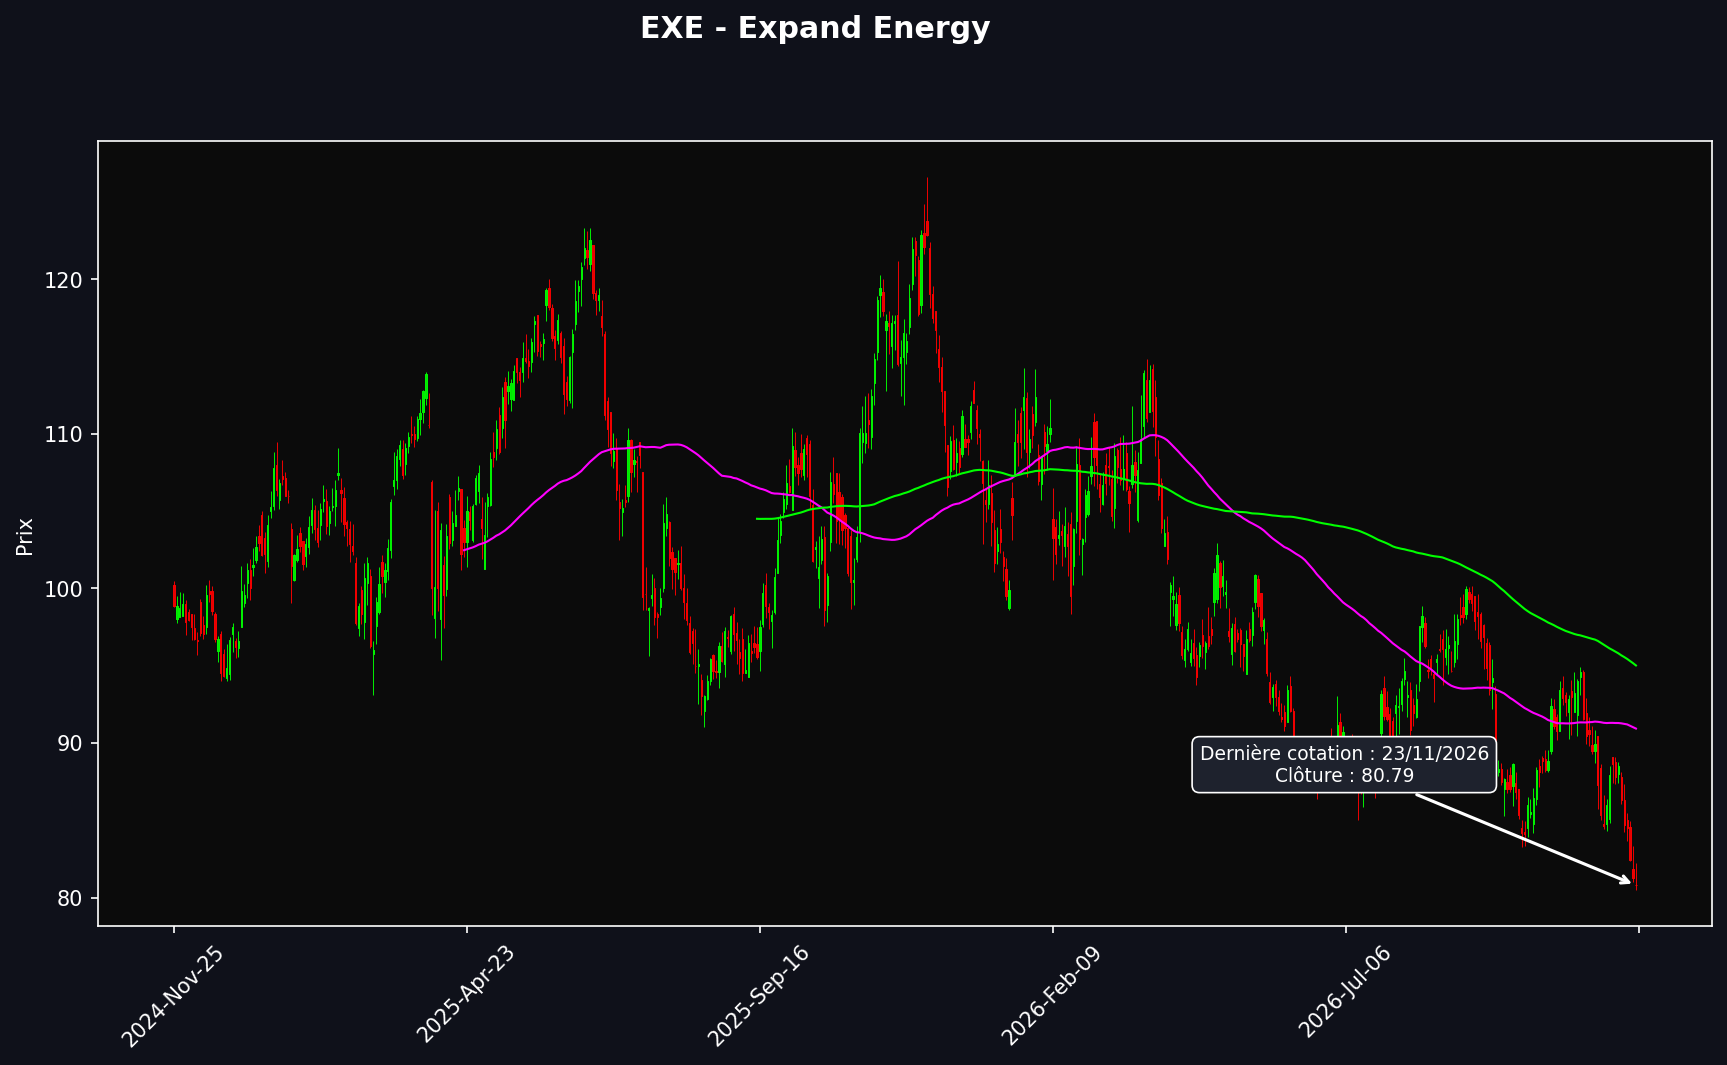 EXE - Expand Energy
Prix
120
110
100
90
80
Dernière cotation : 23/11/2026
Clôture : 80.79
2024-Nov-25
2025-Apr-23
2025-Sep-16
2026-Feb-09
2026-Jul-06